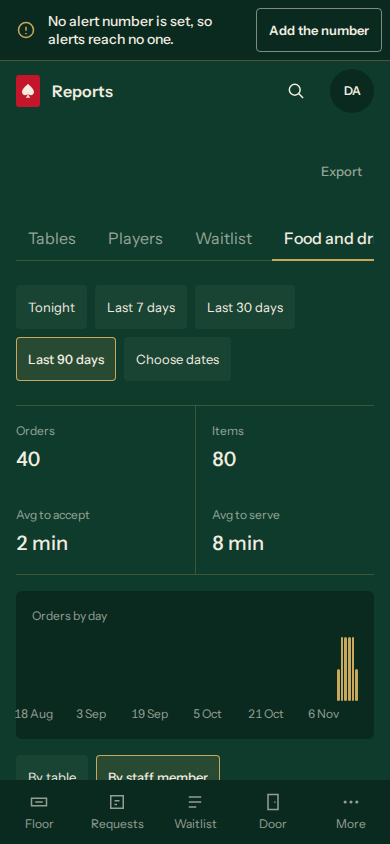 No alert number is set, so
alerts reach no one.
Add the number
Reports
DA
Export
Tables Players Waitlist Food and dr
Tonight Last 7 days Last 30 days
Last 90 days Choose dates
Orders Items
40 80
Avg to accept Avg to serve
2 min 8 min
Orders by day
18 Aug 3 Sep 19 Sep 5 Oct 21 Oct 6 Nov
By table By staff member
Floor Requests Waitlist Door More